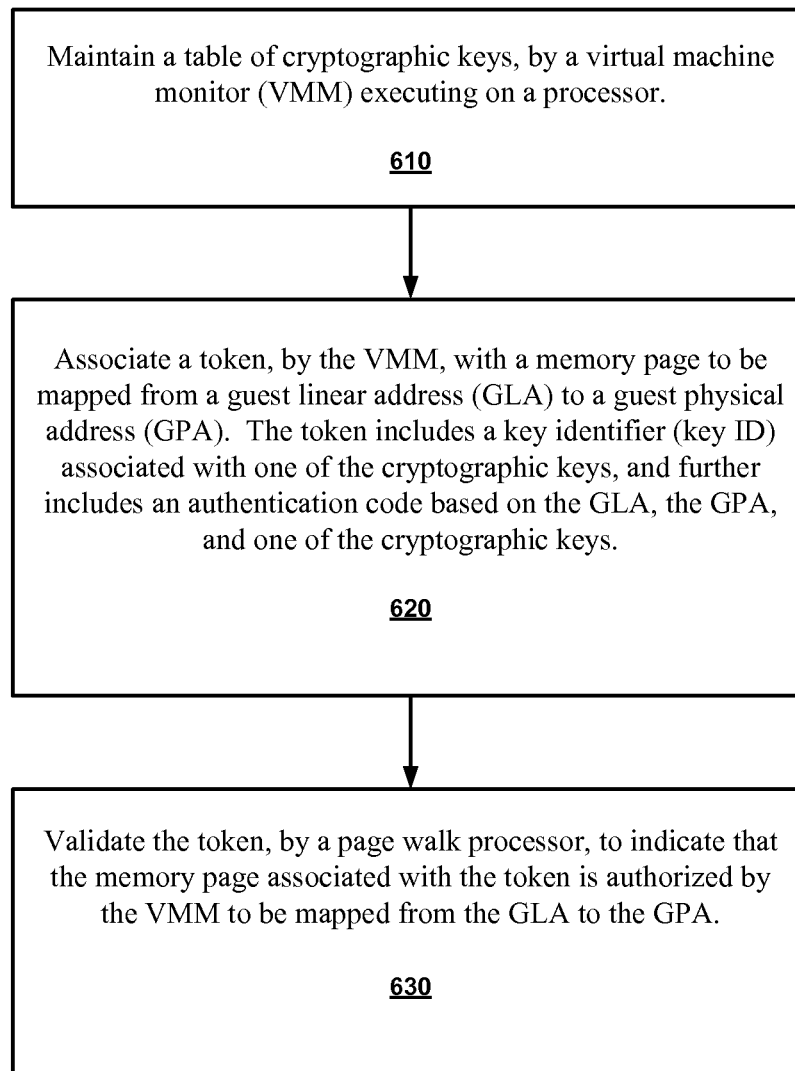 Maintain a table of cryptographic keys, by a virtual machine
monitor (VMM) executing on a processor.
610
Associate a token, by the VMM, with a memory page to be
mapped from a guest linear address (GLA) to a guest physical
address (GPA). The token includes a key identifier (key ID)
associated with one of the cryptographic keys, and further
includes an authentication code based on the GLA, the GPA,
and one of the cryptographic keys.
620
Validate the token, by a page walk processor, to indicate that
the memory page associated with the token is authorized by
the VMM to be mapped from the GLA to the GPA.
630